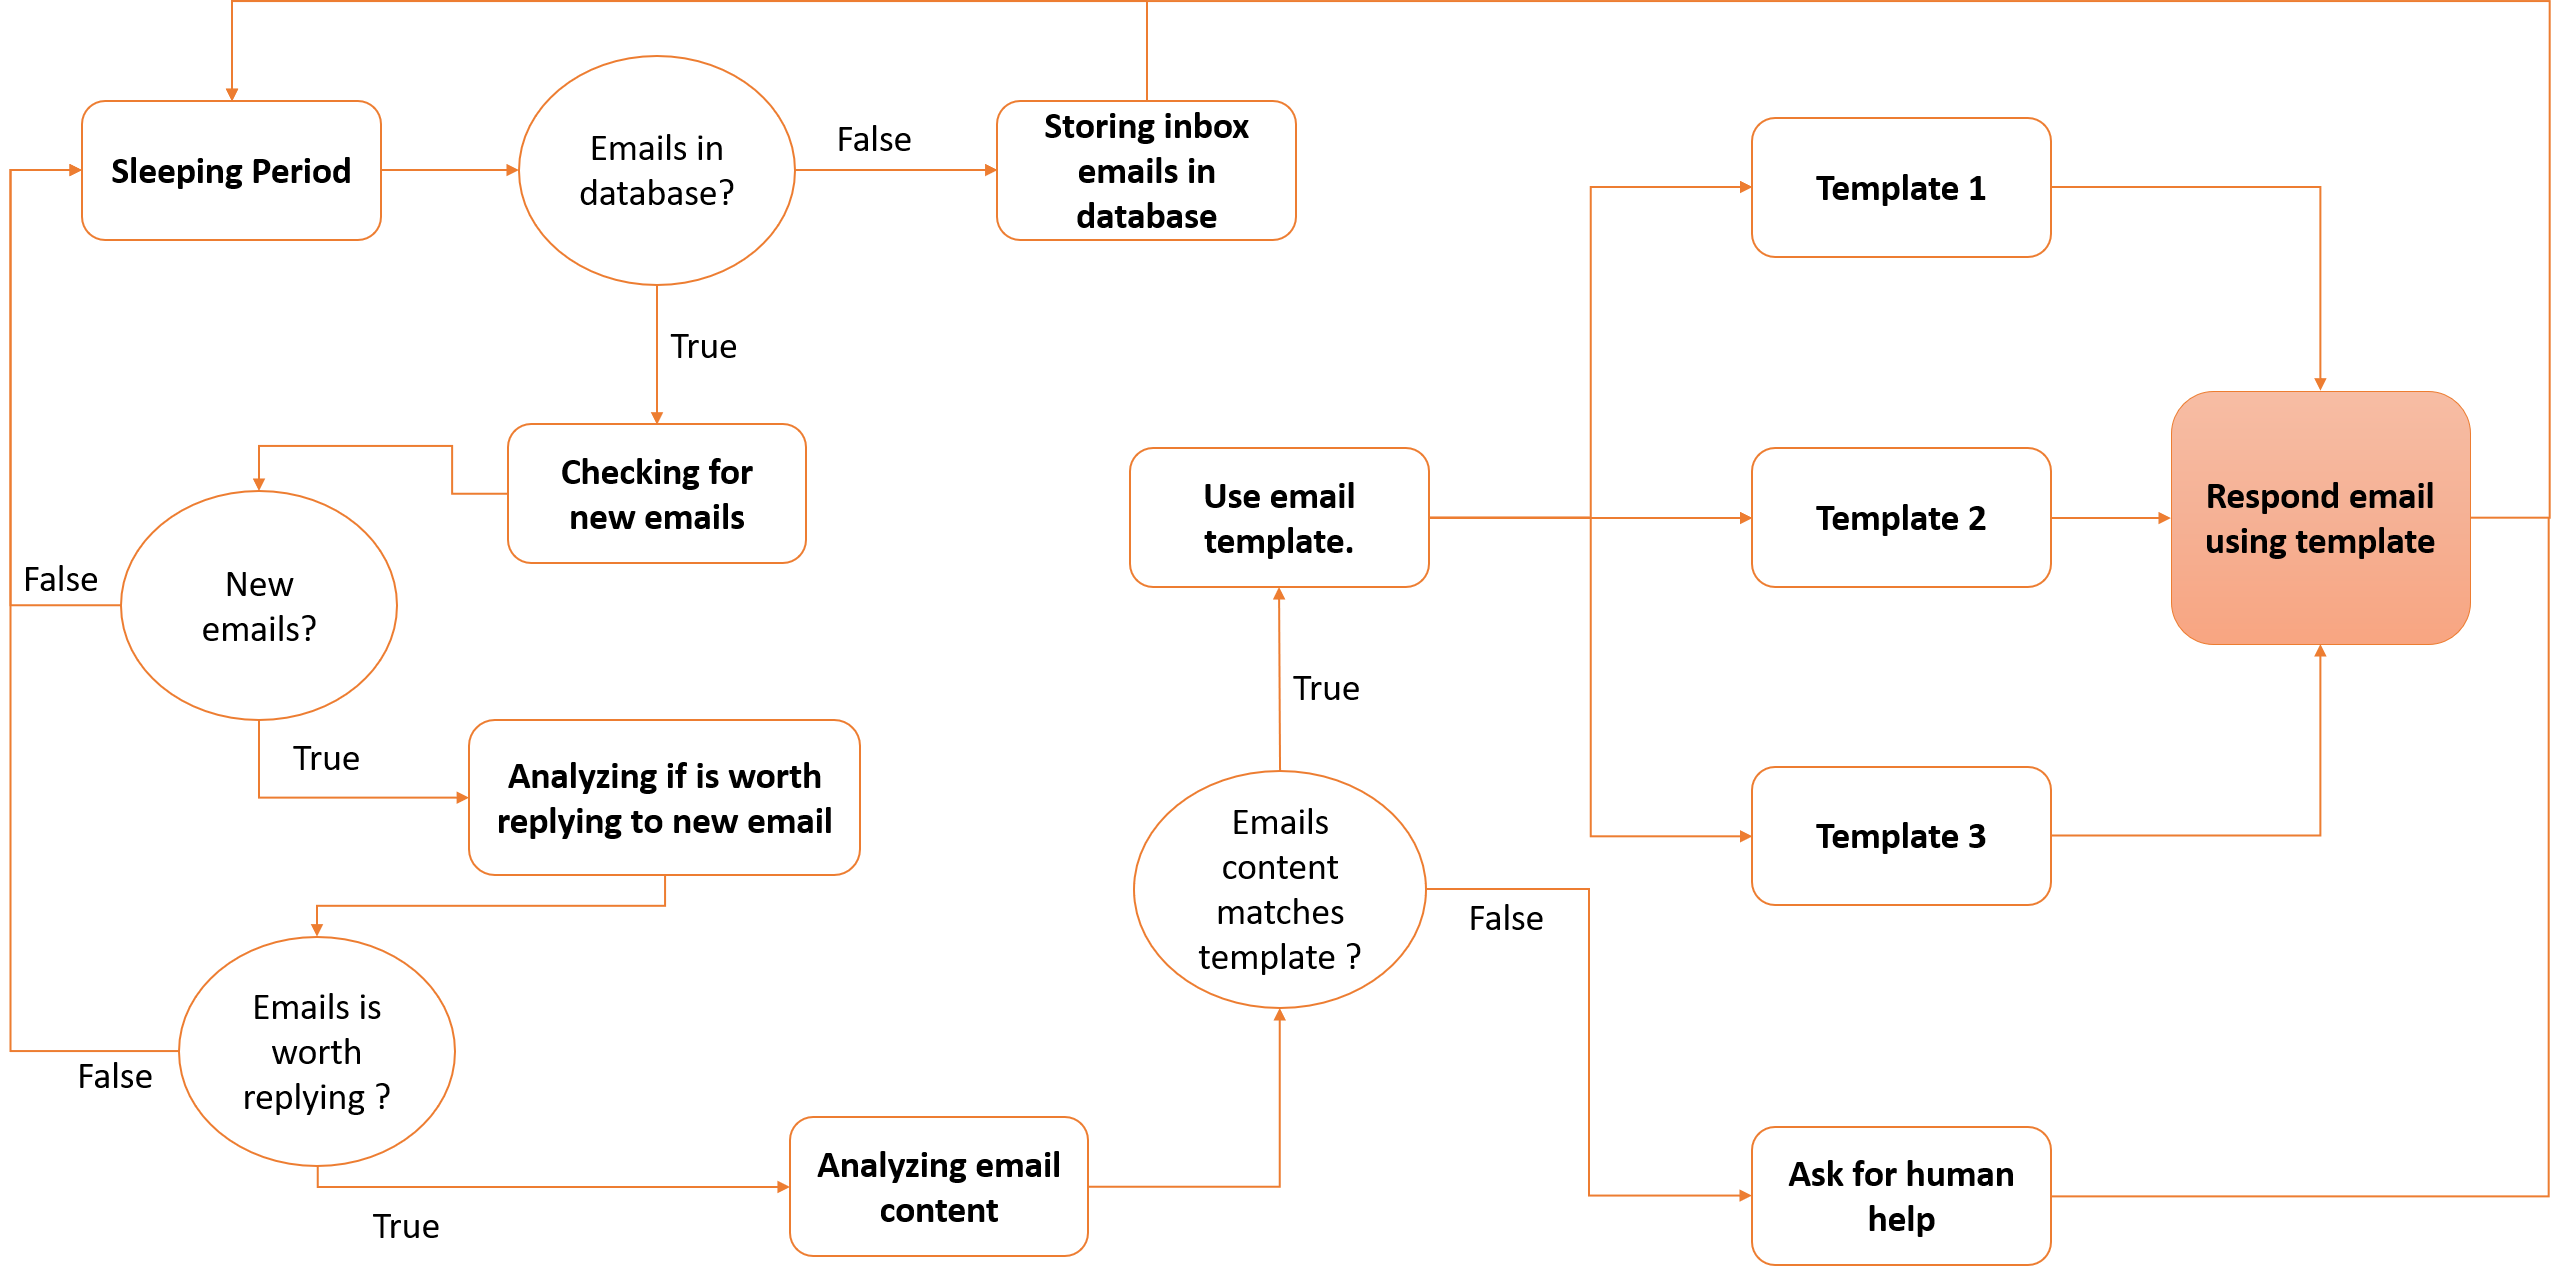 Sleeping Period
Emails in
database?
False
Storing inbox
emails in
database
True
Checking for
new emails
New
emails?
False
True
Analyzing if is worth
replying to new email
Emails is
worth
replying ?
False
True
Analyzing email
content
Emails
content
matches
template ?
True
False
Use email
template.
Template 1
Template 2
Template 3
Respond email
using template
Ask for human
help